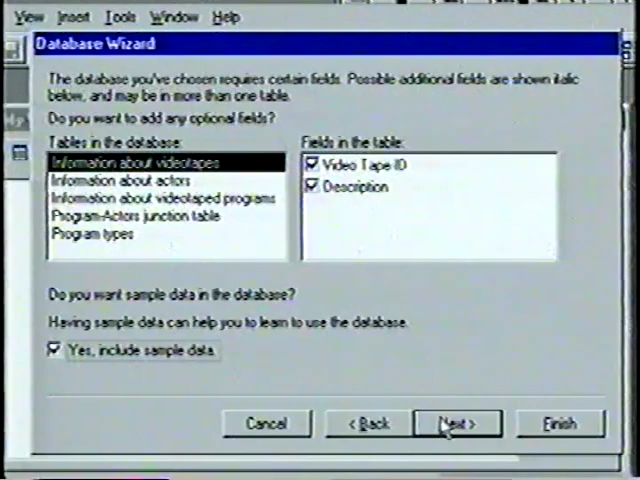 View Insert Tools Window Help
Database Wizard
The database you've chosen requires certain fields. Possible additional fields are shown italic
below, and may be in more than one table.
Do you want to add any optional fields?
Tables in the database:
Information about videotapes
Information about actors
Information about videotaped programs
Program-Actors junction table
Program types
Fields in the table:
Video Tape ID
Description
Do you want sample data in the database?
Having sample data can help you to learn to use the database.
Yes, include sample data.
Cancel
< Back
Next >
Finish